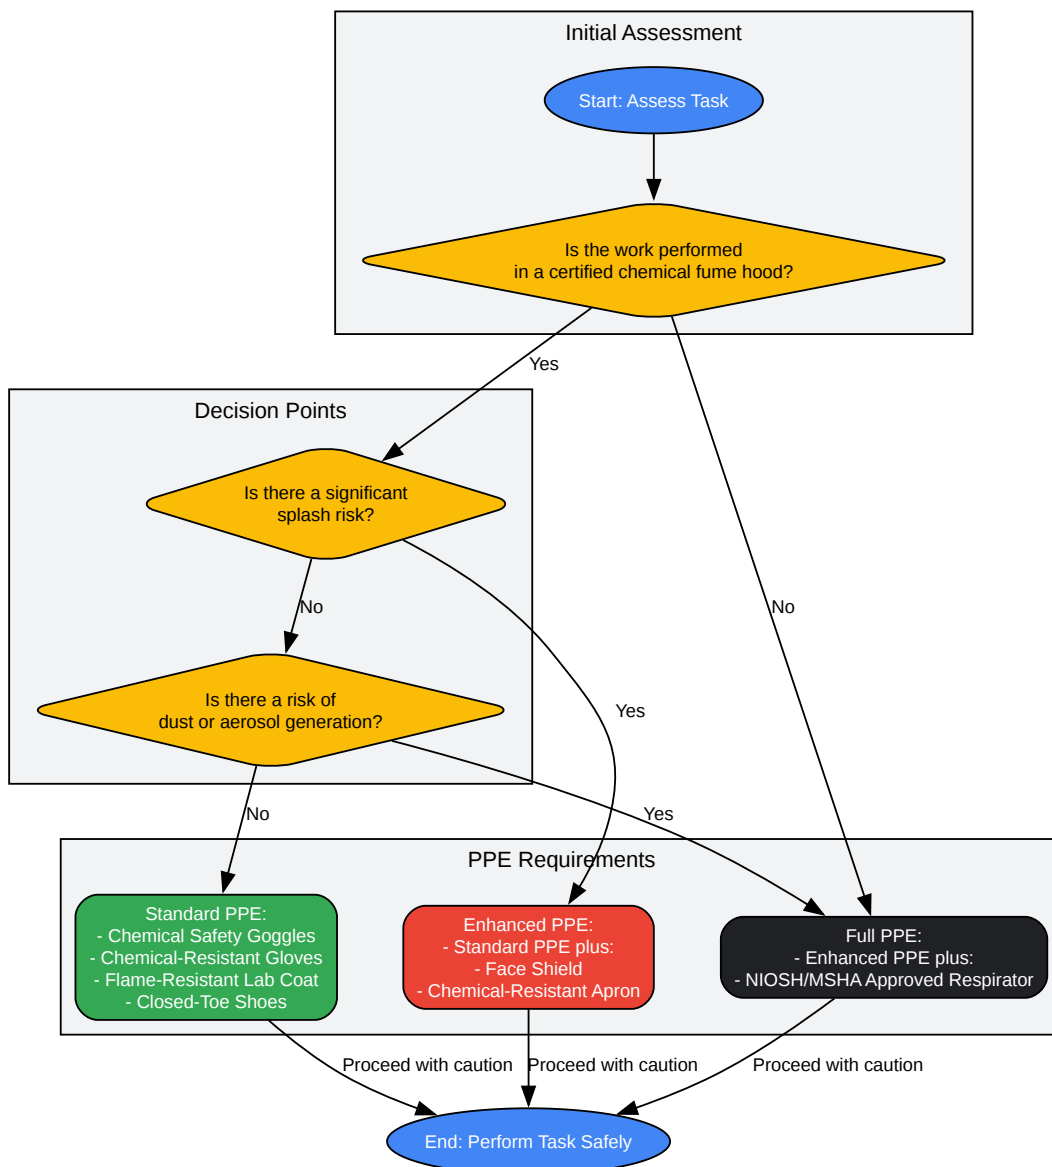 Initial Assessment
Start: Assess Task
Is the work performed
in a certified chemical fume hood?
Yes
Decision Points
Is there a significant
splash risk?
No
No
Is there a risk of
dust or aerosol generation?
Yes
No
Yes
PPE Requirements
Standard PPE:
- Chemical Safety Goggles
- Chemical-Resistant Gloves
- Flame-Resistant Lab Coat
- Closed-Toe Shoes
Enhanced PPE:
- Standard PPE plus:
- Face Shield
- Chemical-Resistant Apron
Full PPE:
- Enhanced PPE plus:
- NIOSH/MSHA Approved Respirator
Proceed with caution
Proceed with caution
Proceed with caution
End: Perform Task Safely